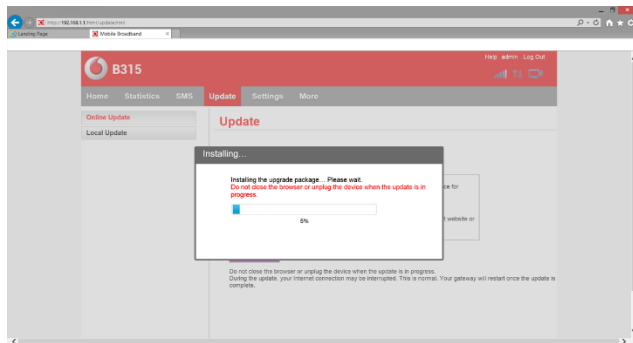 Landing Page
Mobile Broadband
Help admin Log Out
B315
Home Statistics SMS Update Settings More
Online Update
Local Update
Update
Installing...
Installing the upgrade package... Please wait.
Do not close the browser or unplug the device when the update is in
progress.
5%
ce for
t website or
Do not close the browser or unplug the device when the update is in progress.
During the update, your Internet connection may be interrupted. This is normal. Your gateway will restart once the update is
complete.